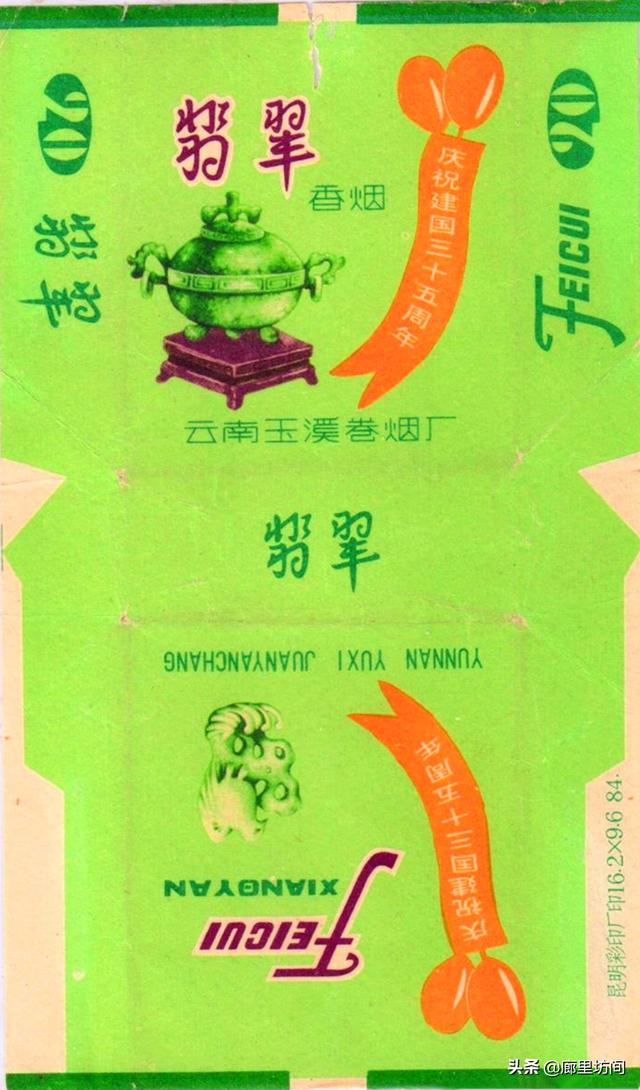 翡翠
香烟
庆祝建国三十五周年
云南玉溪卷烟厂
20
翡翠
20
FEICUI
翡翠
YUNNAN YUXI JUANYANCHANG
庆祝建国三十五周年
XIANGYAN
FEICUI
昆明彩印厂印16.2×9.6 84.
头条 @廊里坊间